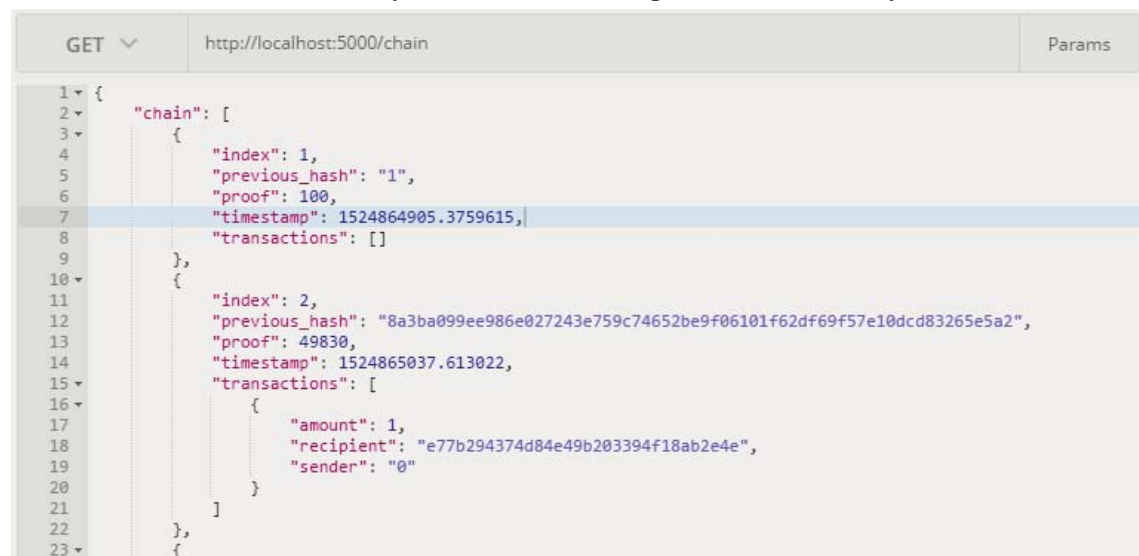 GET http://localhost:5000/chain Params
1 {
2 "chain": [
3 {
4 "index": 1,
5 "previous_hash": "1",
6 "proof": 100,
7 "timestamp": 1524864905.3759615,
8 "transactions": []
9 },
10 {
11 "index": 2,
12 "previous_hash": "8a3ba099ee986e027243e759c74652be9f06101f62df69f57e10dcd83265e5a2",
13 "proof": 49830,
14 "timestamp": 1524865037.613022,
15 "transactions": [
16 {
17 "amount": 1,
18 "recipient": "e77b294374d84e49b203394f18ab2e4e",
19 "sender": "0"
20 }
21 ]
22 },
23 {